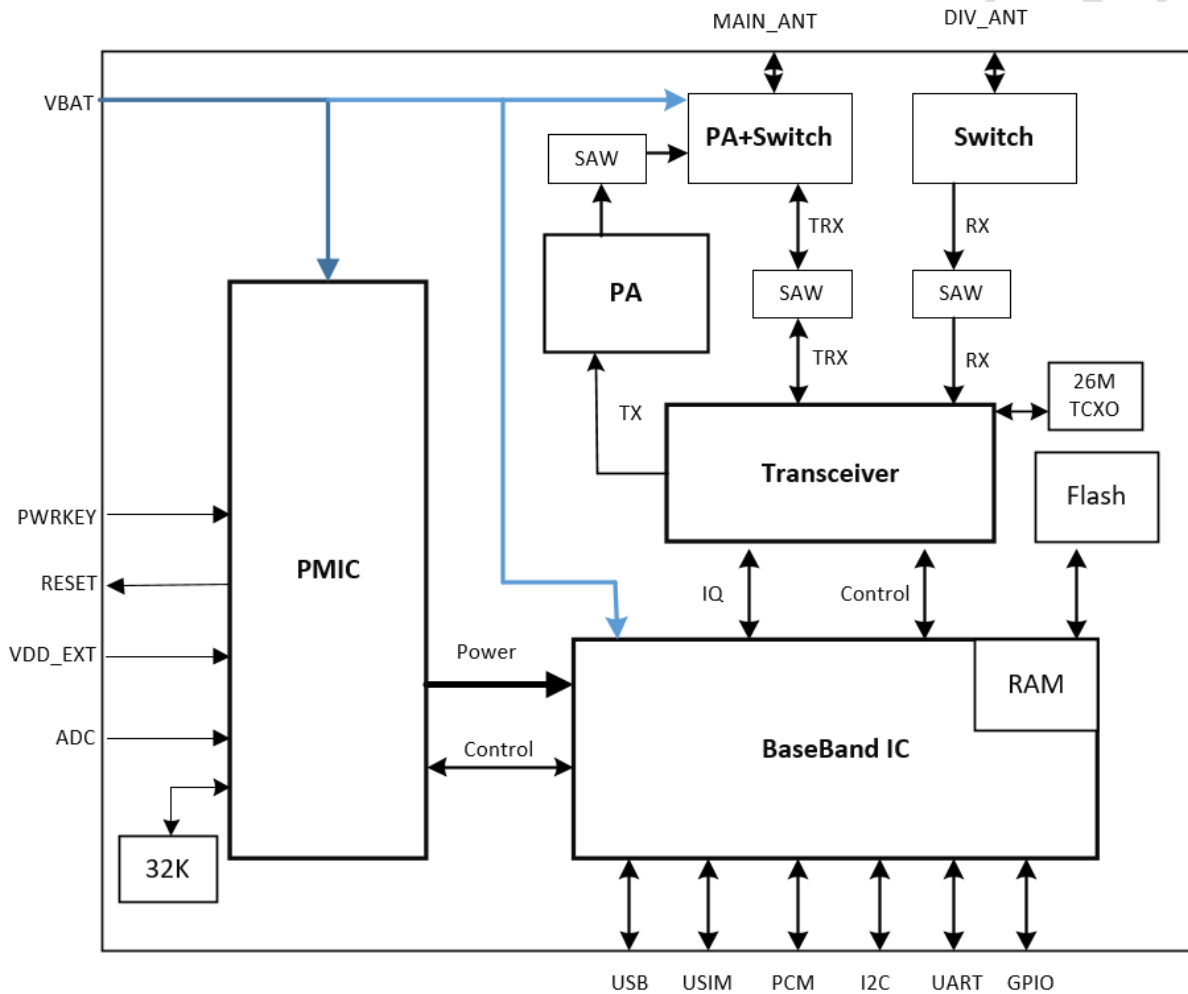 MAIN_ANT
DIV_ANT
VBAT
PA+Switch
Switch
SAW
TRX
RX
PA
SAW
SAW
TRX
RX
26M
TCXO
TX
Transceiver
Flash
PWRKEY
PMIC
RESET
IQ
Control
VDD_EXT
Power
RAM
ADC
Control
BaseBand IC
32K
USB
USIM
PCM
I2C
UART
GPIO